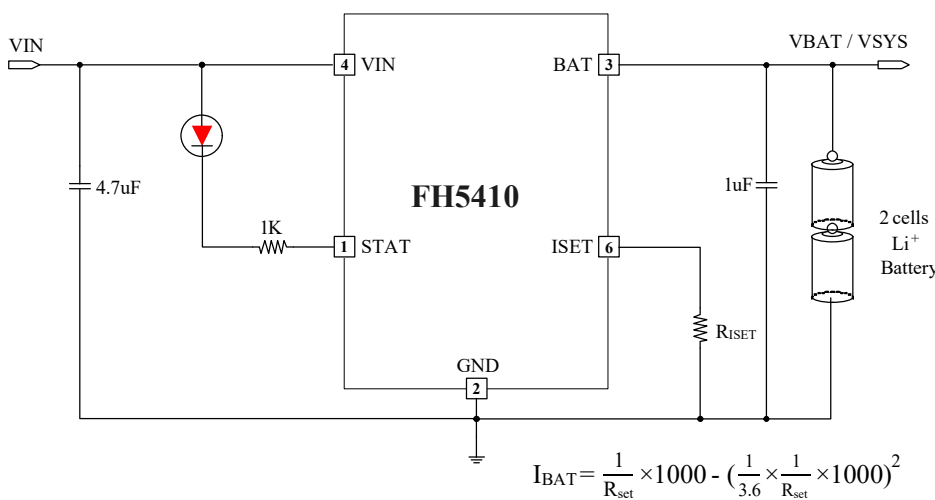 VIN
VBAT / VSYS
4 VIN
BAT 3
4.7uF
FH5410
1uF
1K
1 STAT
ISET 6
2 cells
Li+
Battery
RISET
GND
2
IBAT = 1/Rset ×1000 - (1/3.6 × 1/Rset ×1000)²